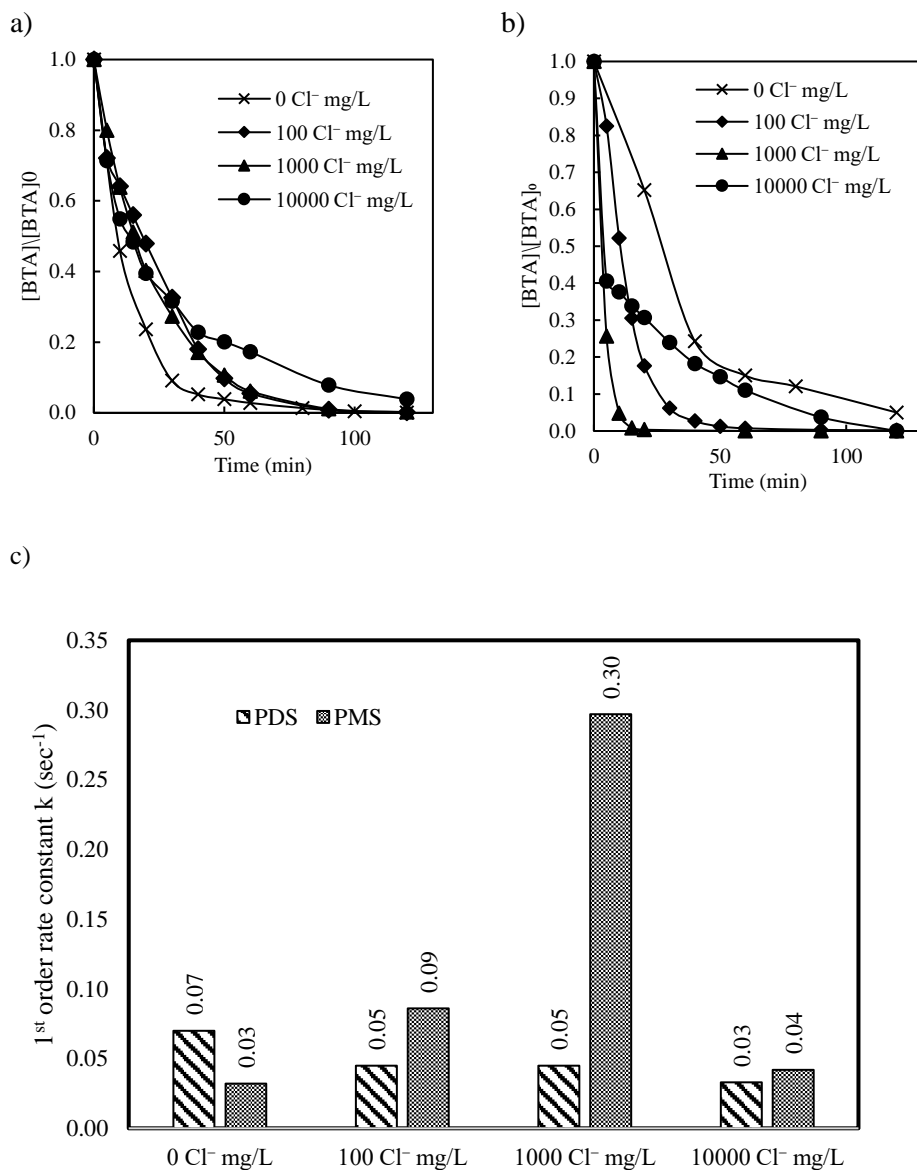 a)
1.0
0.8
0.6
0.4
0.2
0.0
[BTA]\[BTA]0
0 Cl⁻ mg/L
100 Cl⁻ mg/L
1000 Cl⁻ mg/L
10000 Cl⁻ mg/L
0
50
100
Time (min)
b)
1.0
0.9
0.8
0.7
0.6
0.5
0.4
0.3
0.2
0.1
0.0
[BTA]\[BTA]₀
0 Cl⁻ mg/L
100 Cl⁻ mg/L
1000 Cl⁻ mg/L
10000 Cl⁻ mg/L
0
50
100
Time (min)
c)
0.35
0.30
0.25
0.20
0.15
0.10
0.05
0.00
1ˢᵗ order rate constant k (sec⁻¹)
PDS
PMS
0.07
0.03
0.05
0.09
0.05
0.30
0.03
0.04
0 Cl⁻ mg/L
100 Cl⁻ mg/L
1000 Cl⁻ mg/L
10000 Cl⁻ mg/L